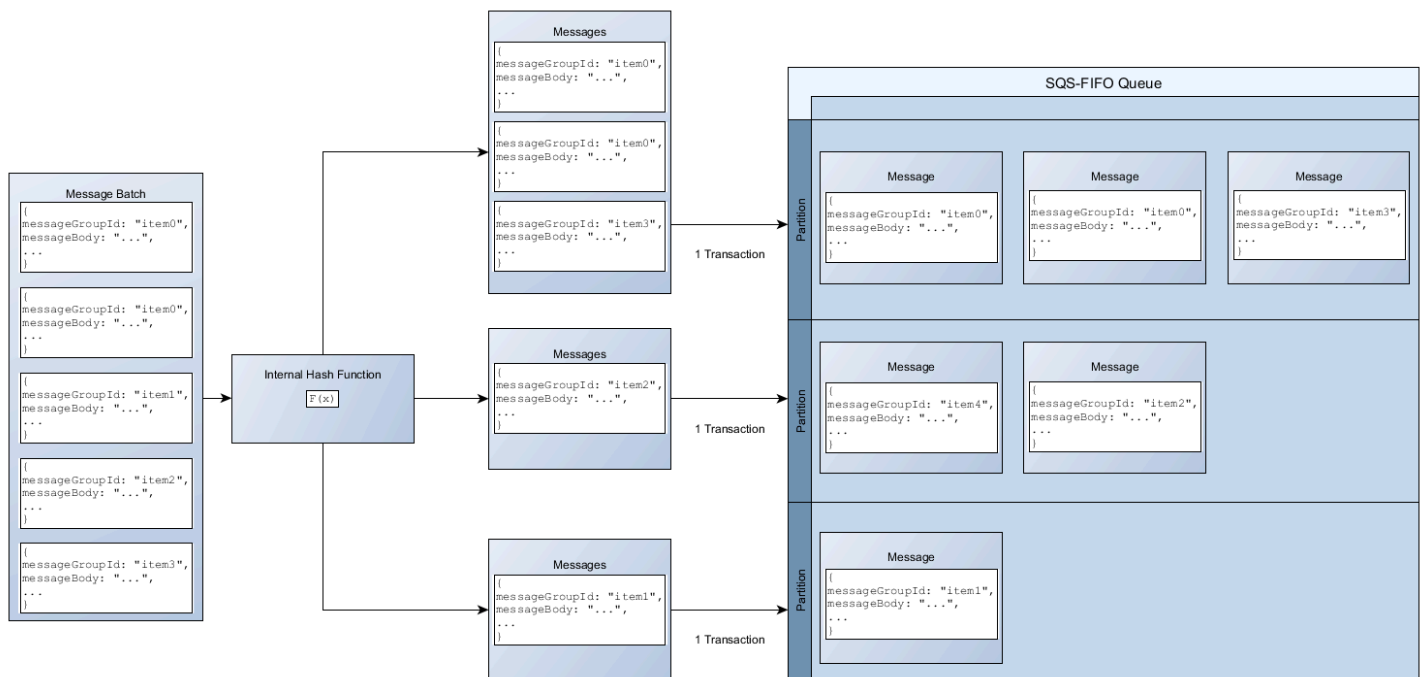 Message Batch
{
messageGroupId: "item0",
messageBody: "...",
...
}
{
messageGroupId: "item0",
messageBody: "...",
...
}
{
messageGroupId: "item1",
messageBody: "...",
...
}
{
messageGroupId: "item2",
messageBody: "...",
...
}
{
messageGroupId: "item3",
messageBody: "...",
...
}
Internal Hash Function
F(x)
Messages
{
messageGroupId: "item0",
messageBody: "...",
...
}
{
messageGroupId: "item0",
messageBody: "...",
...
}
{
messageGroupId: "item3",
messageBody: "...",
...
}
1 Transaction
Messages
{
messageGroupId: "item2",
messageBody: "...",
...
}
1 Transaction
Messages
{
messageGroupId: "item1",
messageBody: "...",
...
}
1 Transaction
SQS-FIFO Queue
Partition
Message
{
messageGroupId: "item0",
messageBody: "...",
...
}
Message
{
messageGroupId: "item0",
messageBody: "...",
...
}
Message
{
messageGroupId: "item3",
messageBody: "...",
...
}
Partition
Message
{
messageGroupId: "item4",
messageBody: "...",
...
}
Message
{
messageGroupId: "item2",
messageBody: "...",
...
}
Partition
Message
{
messageGroupId: "item1",
messageBody: "...",
...
}